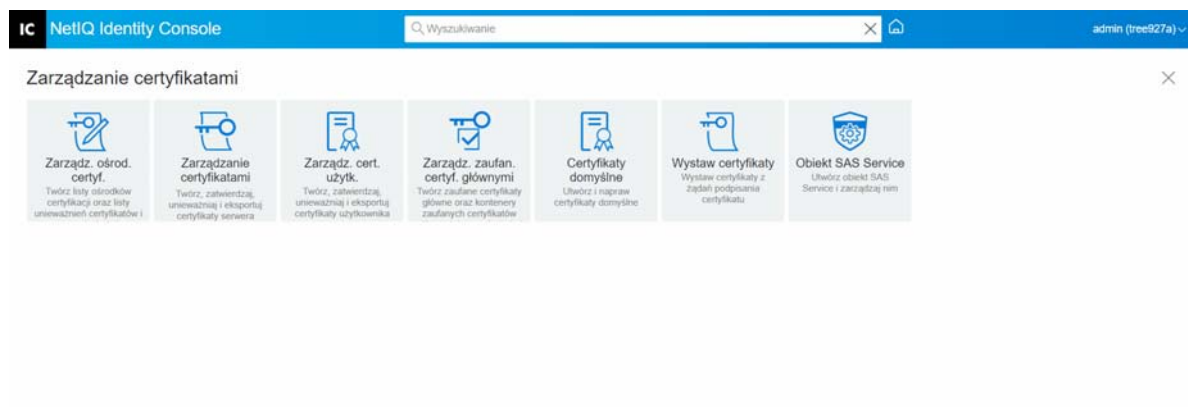 IC NetIQ Identity Console
Wyszukiwanie
admin (tree927a)
Zarządzanie certyfikatami
Zarządz. ośrod.
certyf.
Twórz listy ośrodków
certyfikacji oraz listy
unieważnień certyfikatów i
Zarządzanie
certyfikatami
Twórz, zatwierdzaj,
unieważniaj i eksportuj
certyfikaty serwera
Zarządz. cert.
użytk.
Twórz, zatwierdzaj,
unieważniaj i eksportuj
certyfikaty użytkownika
Zarządz. zaufan.
certyf. głównymi
Twórz zaufane certyfikaty
główne oraz kontenery
zaufanych certyfikatów
Certyfikaty
domyślne
Utwórz i napraw
certyfikaty domyślne
Wystaw certyfikaty
Wystaw certyfikaty z
żądań podpisania
certyfikatu
Obiekt SAS Service
Utwórz obiekt SAS
Service i zarządzaj nim